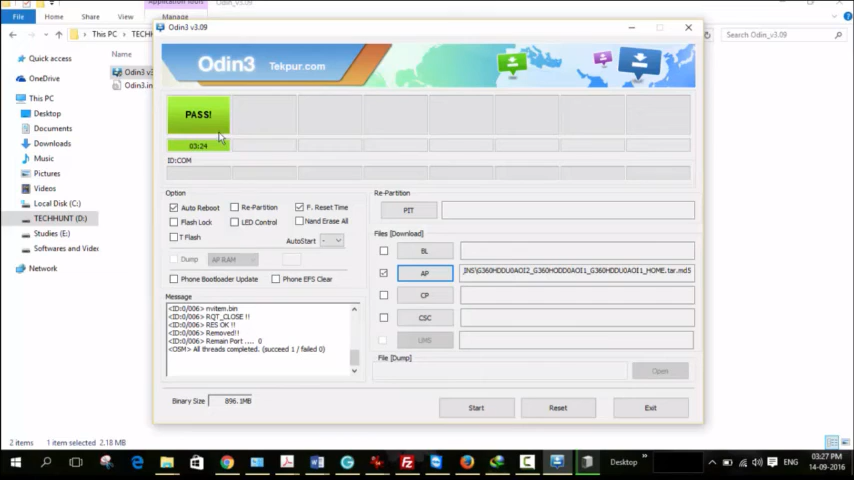 Application Tools
Odin_v3.09
File
Home
Share
View
Manage
This PC
Search Odin_v3.09
Name
Quick access
OneDrive
This PC
Desktop
Documents
Downloads
Music
Pictures
Videos
Local Disk (C:)
TECHHUNT (D:)
Studies (E:)
Softwares and Vide
Network
Odin3 v3
Odin3.in
2 items
1 item selected 2.18 MB
Odin3 v3.09
Odin3
Tekpur.com
PASS!
03:24
ID:COM
Option
Auto Reboot
Re-Partition
F. Reset Time
Flash Lock
LED Control
Nand Erase All
T Flash
AutoStart
-
Dump
AP RAM
Phone Bootloader Update
Phone EFS Clear
Message
<ID:0/006> nvitem.bin
<ID:0/006> RQT_CLOSE !!
<ID:0/006> RES OK !!
<ID:0/006> Removed!!
<ID:0/006> Remain Port .... 0
<OSM> All threads completed. (succeed 1 / failed 0)
Binary Size
896.1MB
Re-Partition
PIT
Files [Download]
BL
AP
_INS\G360HDDU0AOI2_G360HODD0AOI1_G360HDDU0AOI1_HOME.tar.md5
CP
CSC
UMS
File [Dump]
Open
Start
Reset
Exit
Desktop
03:27 PM
14-09-2016